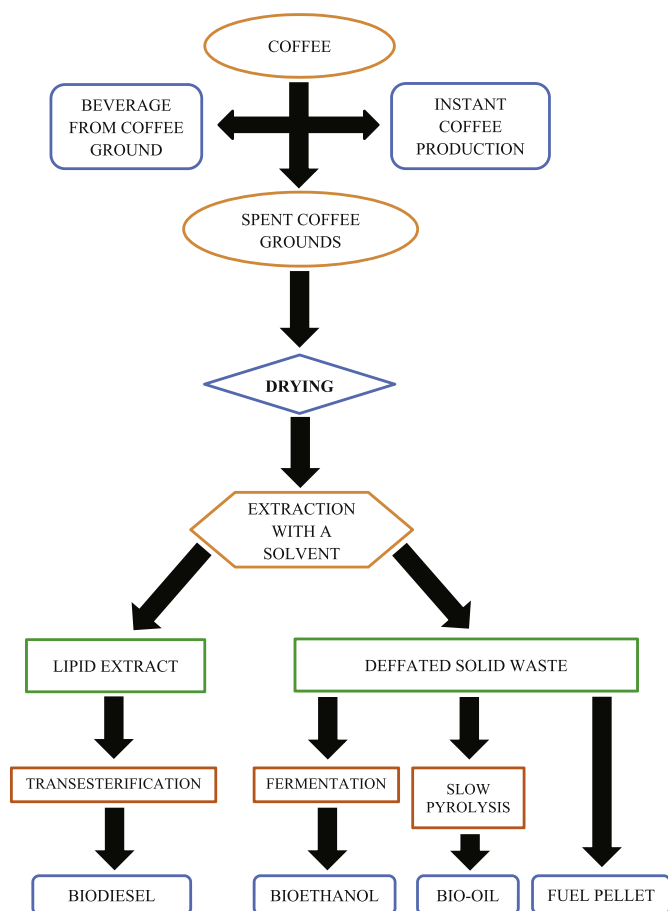 COFFEE
BEVERAGE
FROM COFFEE
GROUND
INSTANT
COFFEE
PRODUCTION
SPENT COFFEE
GROUNDS
DRYING
EXTRACTION
WITH A
SOLVENT
LIPID EXTRACT
DEFFATED SOLID WASTE
TRANSESTERIFICATION
FERMENTATION
SLOW
PYROLYSIS
BIODIESEL
BIOETHANOL
BIO-OIL
FUEL PELLET